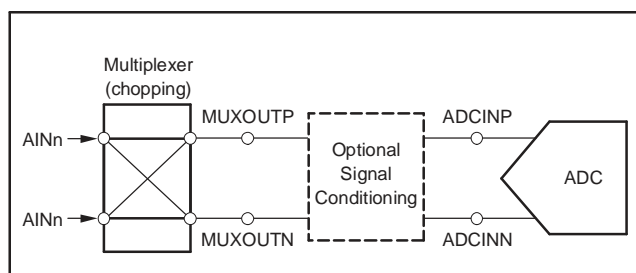 Multiplexer
(chopping)
AINn
AINn
MUXOUTP
MUXOUTN
Optional
Signal
Conditioning
ADCINP
ADCINN
ADC